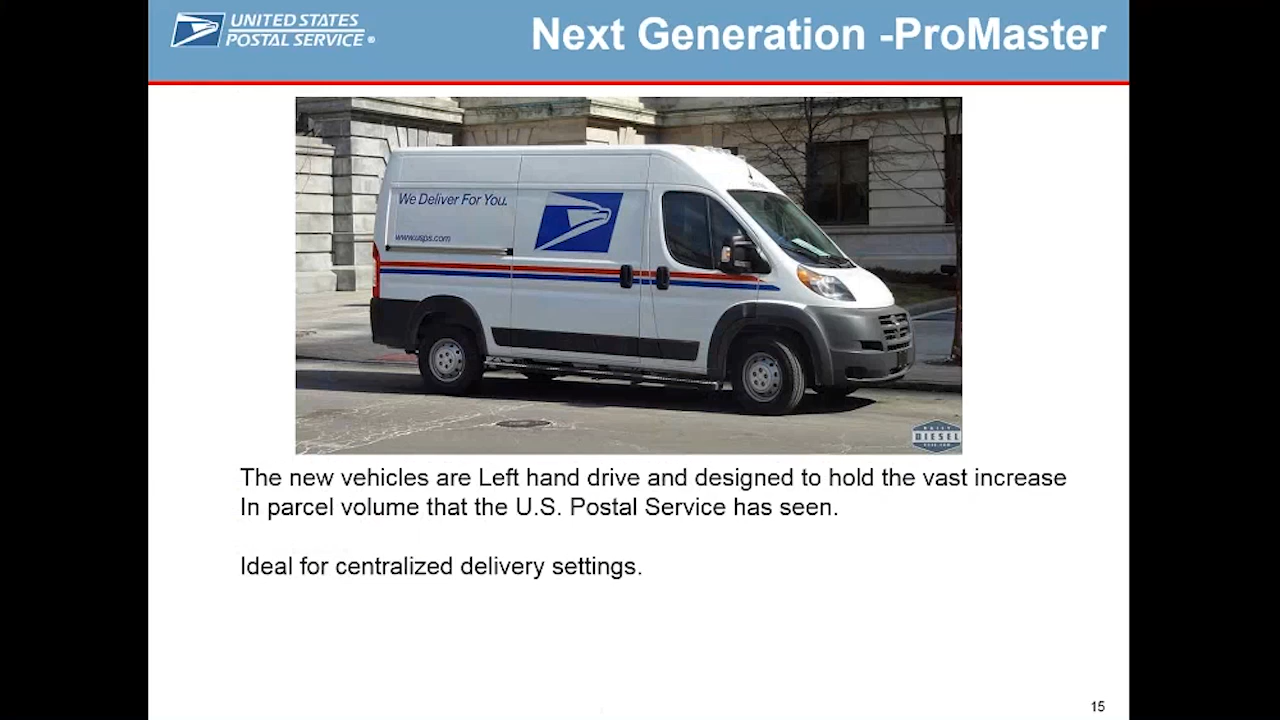 UNITED STATES
POSTAL SERVICE®
Next Generation -ProMaster
We Deliver For You.
www.usps.com
DIESEL
The new vehicles are Left hand drive and designed to hold the vast increase
In parcel volume that the U.S. Postal Service has seen.
Ideal for centralized delivery settings.
15